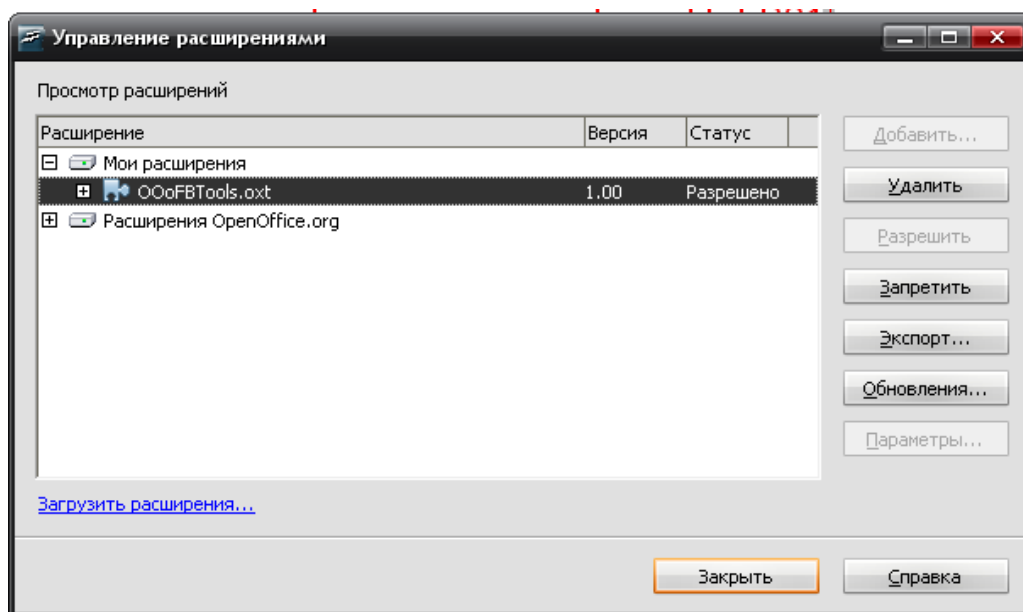 Управление расширениями
Просмотр расширений
Расширение Версия Статус
Мои расширения
OOoFBTools.oxt 1.00 Разрешено
Расширения OpenOffice.org
Добавить...
Удалить
Разрешить
Запретить
Экспорт...
Обновления...
Параметры...
Загрузить расширения...
Закрыть
Справка